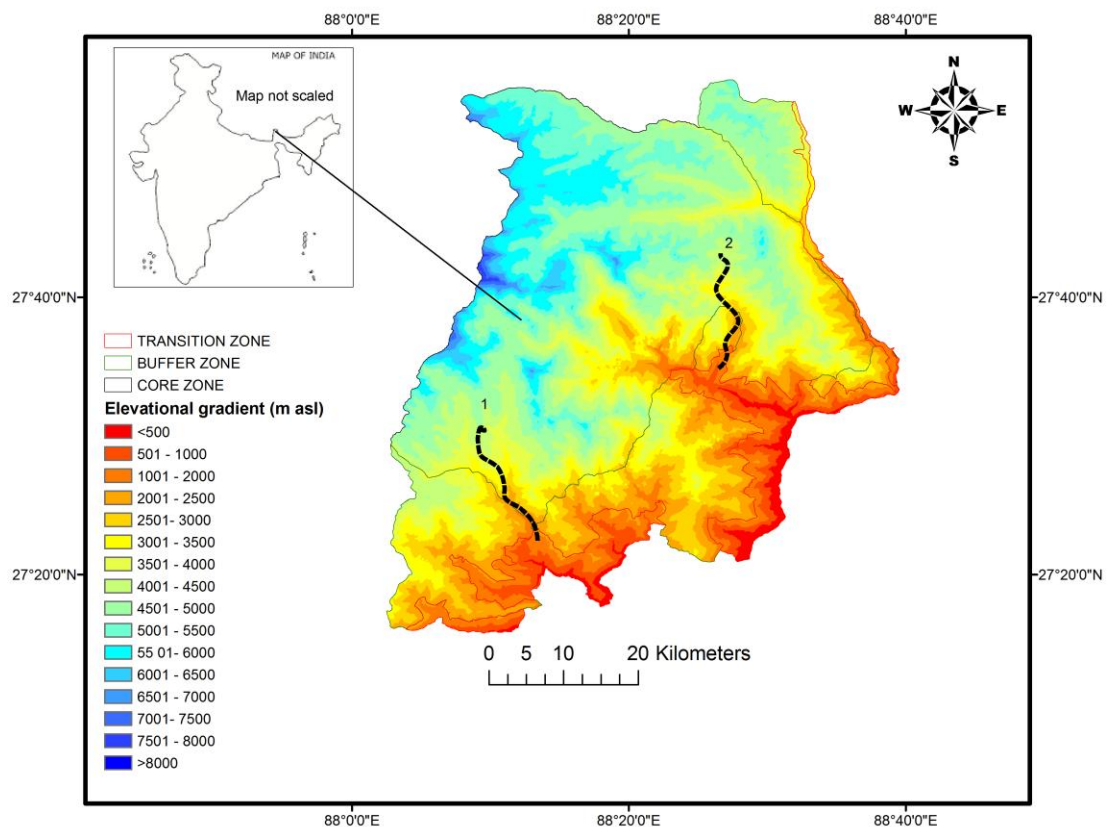 88°0'0"E 88°20'0"E 88°40'0"E
MAP OF INDIA
Map not scaled
N
W E
S
2
27°40'0"N 27°40'0"N
TRANSITION ZONE
BUFFER ZONE
CORE ZONE
Elevational gradient (m asl)
1
<500
501 - 1000
1001 - 2000
2001 - 2500
2501- 3000
3001 - 3500
3501 - 4000
4001 - 4500
4501 - 5000
5001 - 5500
55 01- 6000
6001 - 6500
6501 - 7000
7001- 7500
7501 - 8000
>8000
27°20'0"N 27°20'0"N
0 5 10 20 Kilometers
88°0'0"E 88°20'0"E 88°40'0"E